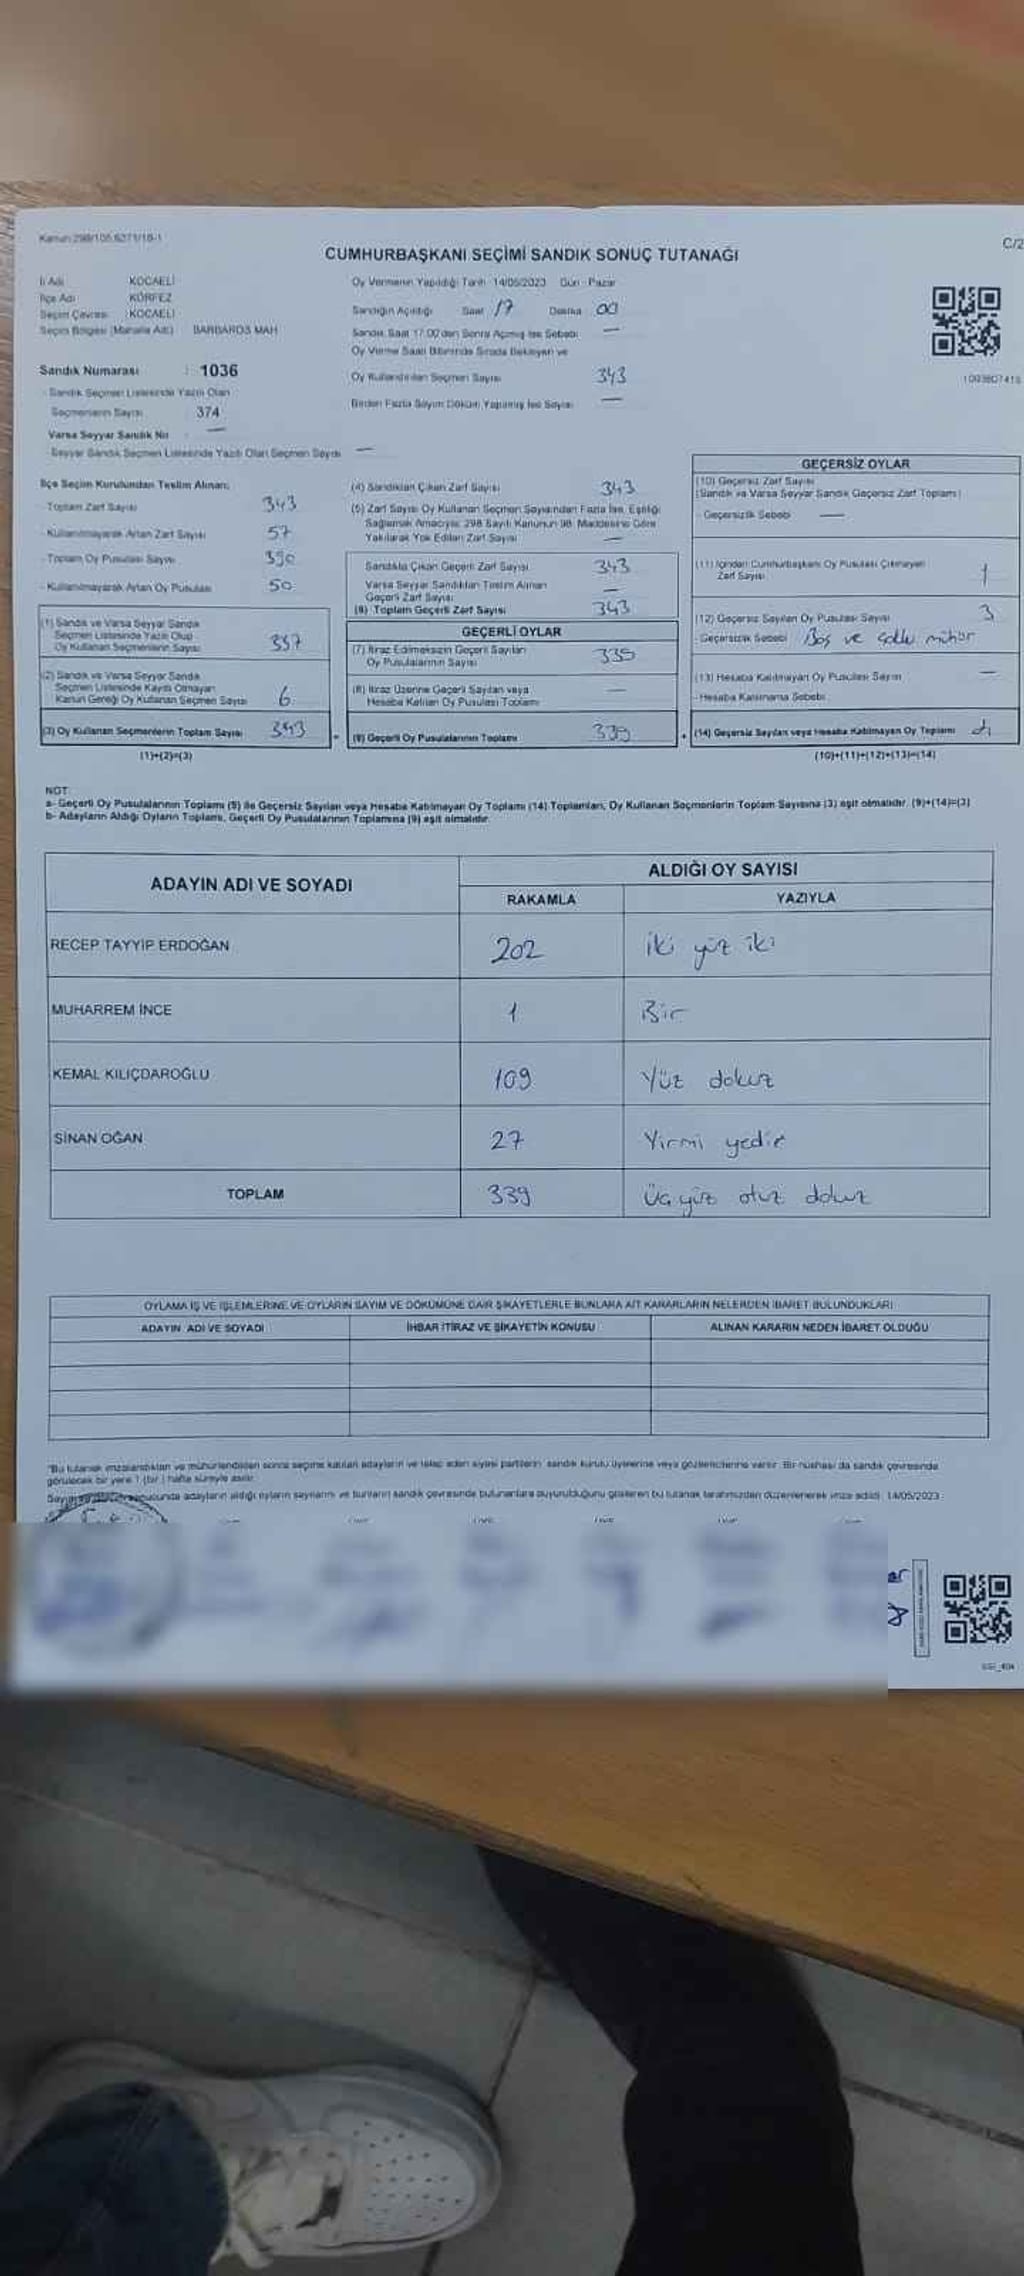 Kanun:298/105,6271/18-1
C/2
CUMHURBAŞKANI SEÇİMİ SANDIK SONUÇ TUTANAĞI
İl Adı : KOCAELİ
İlçe Adı : KÖRFEZ
Seçim Çevresi : KOCAELİ
Seçim Bölgesi (Mahalle Adı) : BARBAROS MAH.
Sandık Numarası : 1036
- Sandık Seçmen Listesinde Yazılı Olan
Seçmenlerin Sayısı : 374
Varsa Seyyar Sandık No : —
- Seyyar Sandık Seçmen Listesinde Yazılı Olan Seçmen Sayısı —
Oy Vermenin Yapıldığı Tarih : 14/05/2023 Gün : Pazar
Sandığın Açıldığı Saat 17 Dakika 00
Sandık Saat 17.00'den Sonra Açılmış İse Sebebi —
Oy Verme Saati Bitiminde Sırada Bekleyen ve
Oy Kullandırılan Seçmen Sayısı 343
Birden Fazla Sayım Döküm Yapılmış İse Sayısı —
İlçe Seçim Kurulundan Teslim Alınan;
- Toplam Zarf Sayısı 343
- Kullanılmayarak Artan Zarf Sayısı 57
- Toplam Oy Pusulası Sayısı 390
- Kullanılmayarak Artan Oy Pusulası 50
(1) Sandık ve Varsa Seyyar Sandık
Seçmen Listesinde Yazılı Olup
Oy Kullanan Seçmenlerin Sayısı 337
(2) Sandık ve Varsa Seyyar Sandık
Seçmen Listesinde Kayıtlı Olmayan
Kanun Gereği Oy Kullanan Seçmen Sayısı 6
(3) Oy Kullanan Seçmenlerin Toplam Sayısı 343
(1)+(2)=(3)
(4) Sandıktan Çıkan Zarf Sayısı 343
(5) Zarf Sayısı Oy Kullanan Seçmen Sayısından Fazla İse, Eşitliği
Sağlamak Amacıyla 298 Sayılı Kanunun 98. Maddesine Göre
Yakılarak Yok Edilen Zarf Sayısı —
Sandıkta Çıkan Geçerli Zarf Sayısı 343
Varsa Seyyar Sandıktan Teslim Alınan
Geçerli Zarf Sayısı —
(6) Toplam Geçerli Zarf Sayısı 343
GEÇERLİ OYLAR
(7) İtiraz Edilmeksizin Geçerli Sayılan
Oy Pusulalarının Sayısı 339
(8) İtiraz Üzerine Geçerli Sayılan veya
Hesaba Katılan Oy Pusulası Toplamı —
(9) Geçerli Oy Pusulalarının Toplamı 339
GEÇERSİZ OYLAR
(10) Geçersiz Zarf Sayısı
(Sandık ve Varsa Seyyar Sandık Geçersiz Zarf Toplamı)
- Geçersizlik Sebebi —
(11) İçinden Cumhurbaşkanı Oy Pusulası Çıkmayan
Zarf Sayısı 1
(12) Geçersiz Sayılan Oy Pusulası Sayısı 3
- Geçersizlik Sebebi Boş ve çoklu mühür
(13) Hesaba Katılmayan Oy Pusulası Sayısı —
- Hesaba Katılmama Sebebi
(14) Geçersiz Sayılan veya Hesaba Katılmayan Oy Toplamı 4
(10)+(11)+(12)+(13)=(14)
NOT:
a- Geçerli Oy Pusulalarının Toplamı (9) ile Geçersiz Sayılan veya Hesaba Katılmayan Oy Toplamı (14) Toplamları, Oy Kullanan Seçmenlerin Toplam Sayısına (3) eşit olmalıdır. (9)+(14)=(3)
b- Adayların Aldığı Oyların Toplamı, Geçerli Oy Pusulalarının Toplamına (9) eşit olmalıdır.
ADAYIN ADI VE SOYADI
ALDIĞI OY SAYISI
RAKAMLA YAZIYLA
RECEP TAYYİP ERDOĞAN 202 iki yüz iki
MUHARREM İNCE 1 Bir
KEMAL KILIÇDAROĞLU 109 Yüz dokuz
SİNAN OĞAN 27 Yirmi yedi
TOPLAM 339 Üçyüz otuz dokuz
OYLAMA İŞ VE İŞLEMLERİNE VE OYLARIN SAYIM VE DÖKÜMÜNE DAİR ŞİKAYETLERLE BUNLARA AİT KARARLARIN NELERDEN İBARET BULUNDUKLARI
ADAYIN ADI VE SOYADI İHBAR İTİRAZ VE ŞİKAYETİN KONUSU ALINAN KARARIN NEDEN İBARET OLDUĞU
*Bu tutanak imzalandıktan ve mühürlendikten sonra seçime katılan adayların ve talep eden siyasi partilerin sandık kurulu üyelerine veya gözlemcilerine verilir. Bir nüshası da sandık çevresinde
görülecek bir yere 1 (bir) hafta süreyle asılır.
adayların aldığı oyların sayılarını ve bunların sandık çevresinde bulunanlara duyurulduğunu gösteren bu tutanak tarafımızdan düzenlenerek imza edildi. 14/05/2023